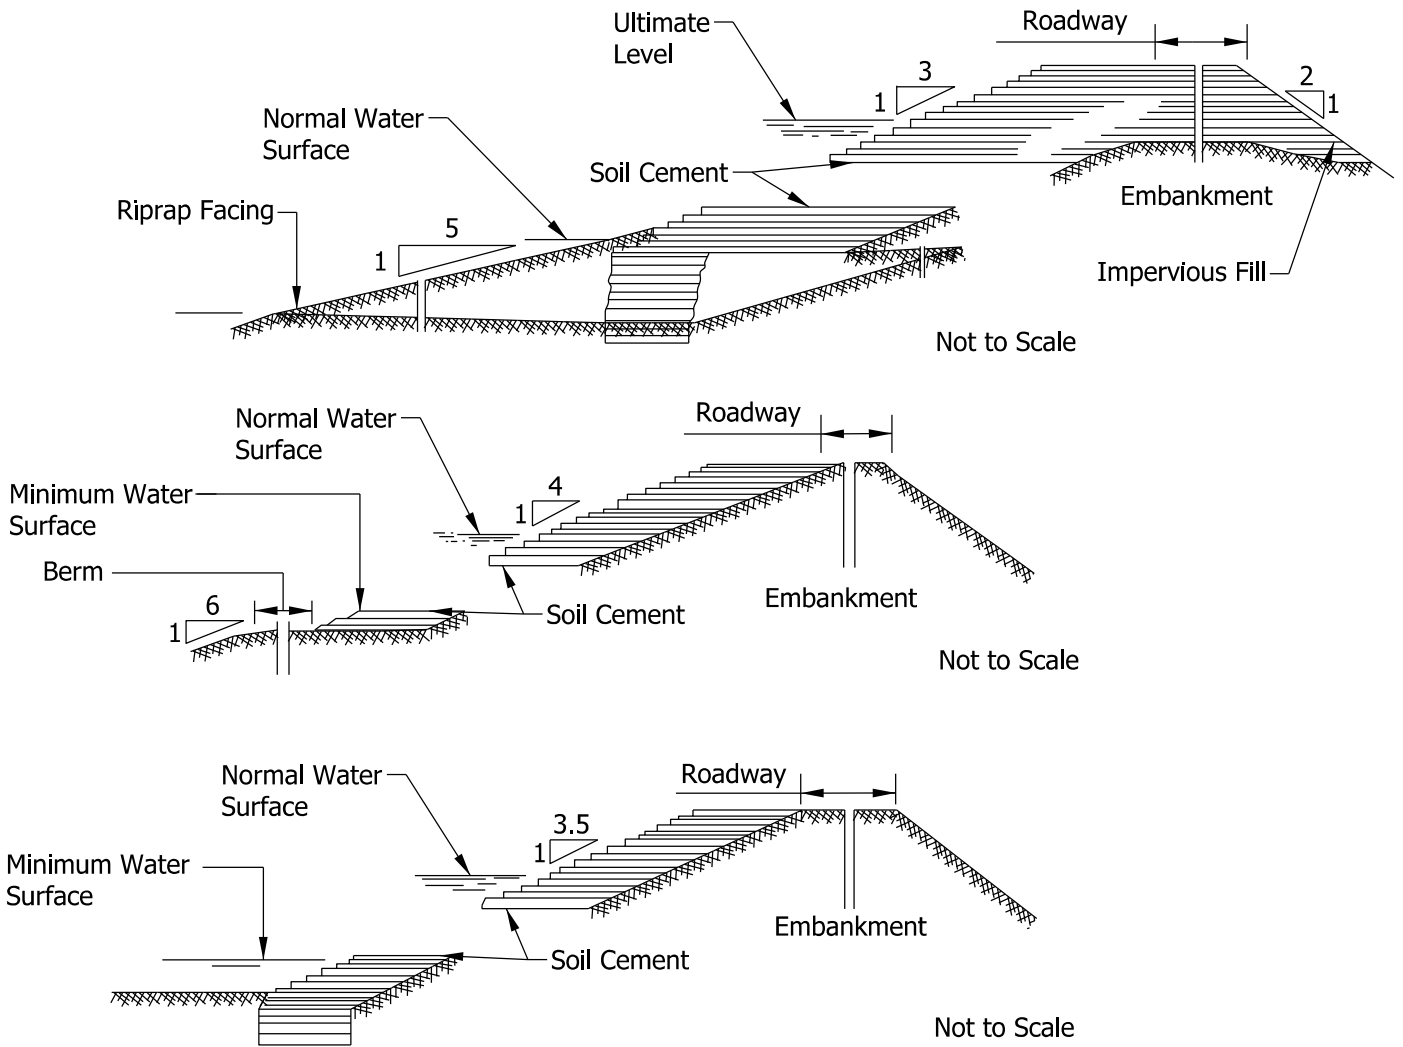 Ultimate
Level
Roadway
3
1
2
1
Normal Water
Surface
Soil Cement
Embankment
Riprap Facing
5
1
Impervious Fill
Not to Scale
Normal Water
Surface
Roadway
4
1
Minimum Water
Surface
Berm
6
1
Soil Cement
Embankment
Not to Scale
Normal Water
Surface
Roadway
3.5
1
Minimum Water
Surface
Embankment
Soil Cement
Not to Scale